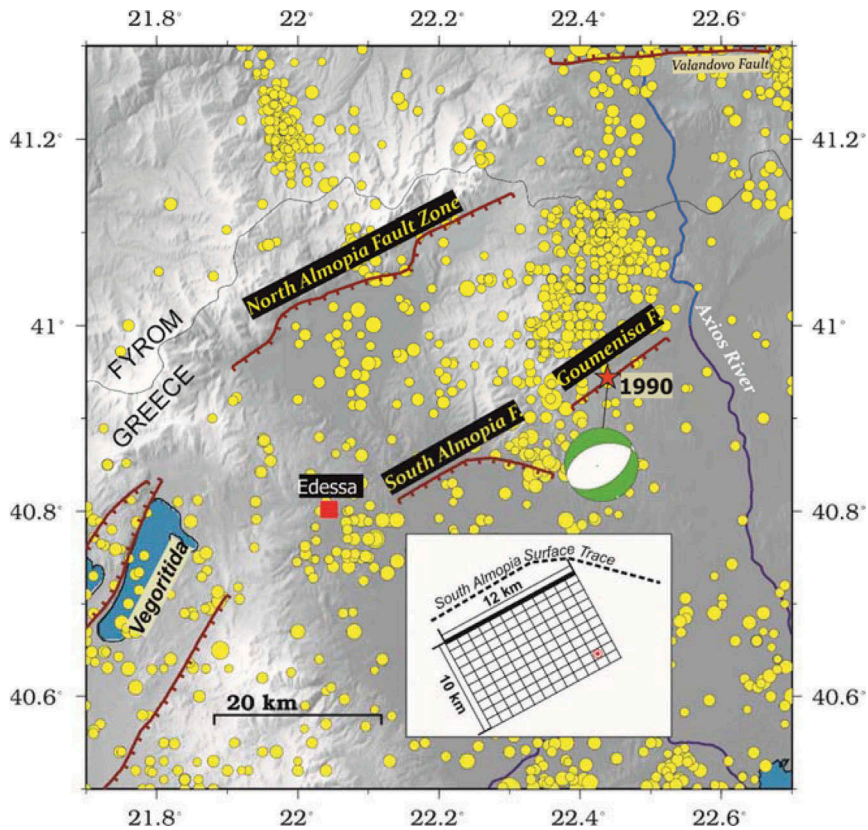 21.8° 22° 22.2° 22.4° 22.6°
Valandovo Fault
41.2° 41.2°
North Almopia Fault Zone
41° 41°
FYROM
GREECE
Goumenisa F.
Axios River
1990
South Almopia F.
Edessa
40.8° 40.8°
Vegoritida
South Almopia Surface Trace
12 km
10 km
40.6° 40.6°
20 km
21.8° 22° 22.2° 22.4° 22.6°